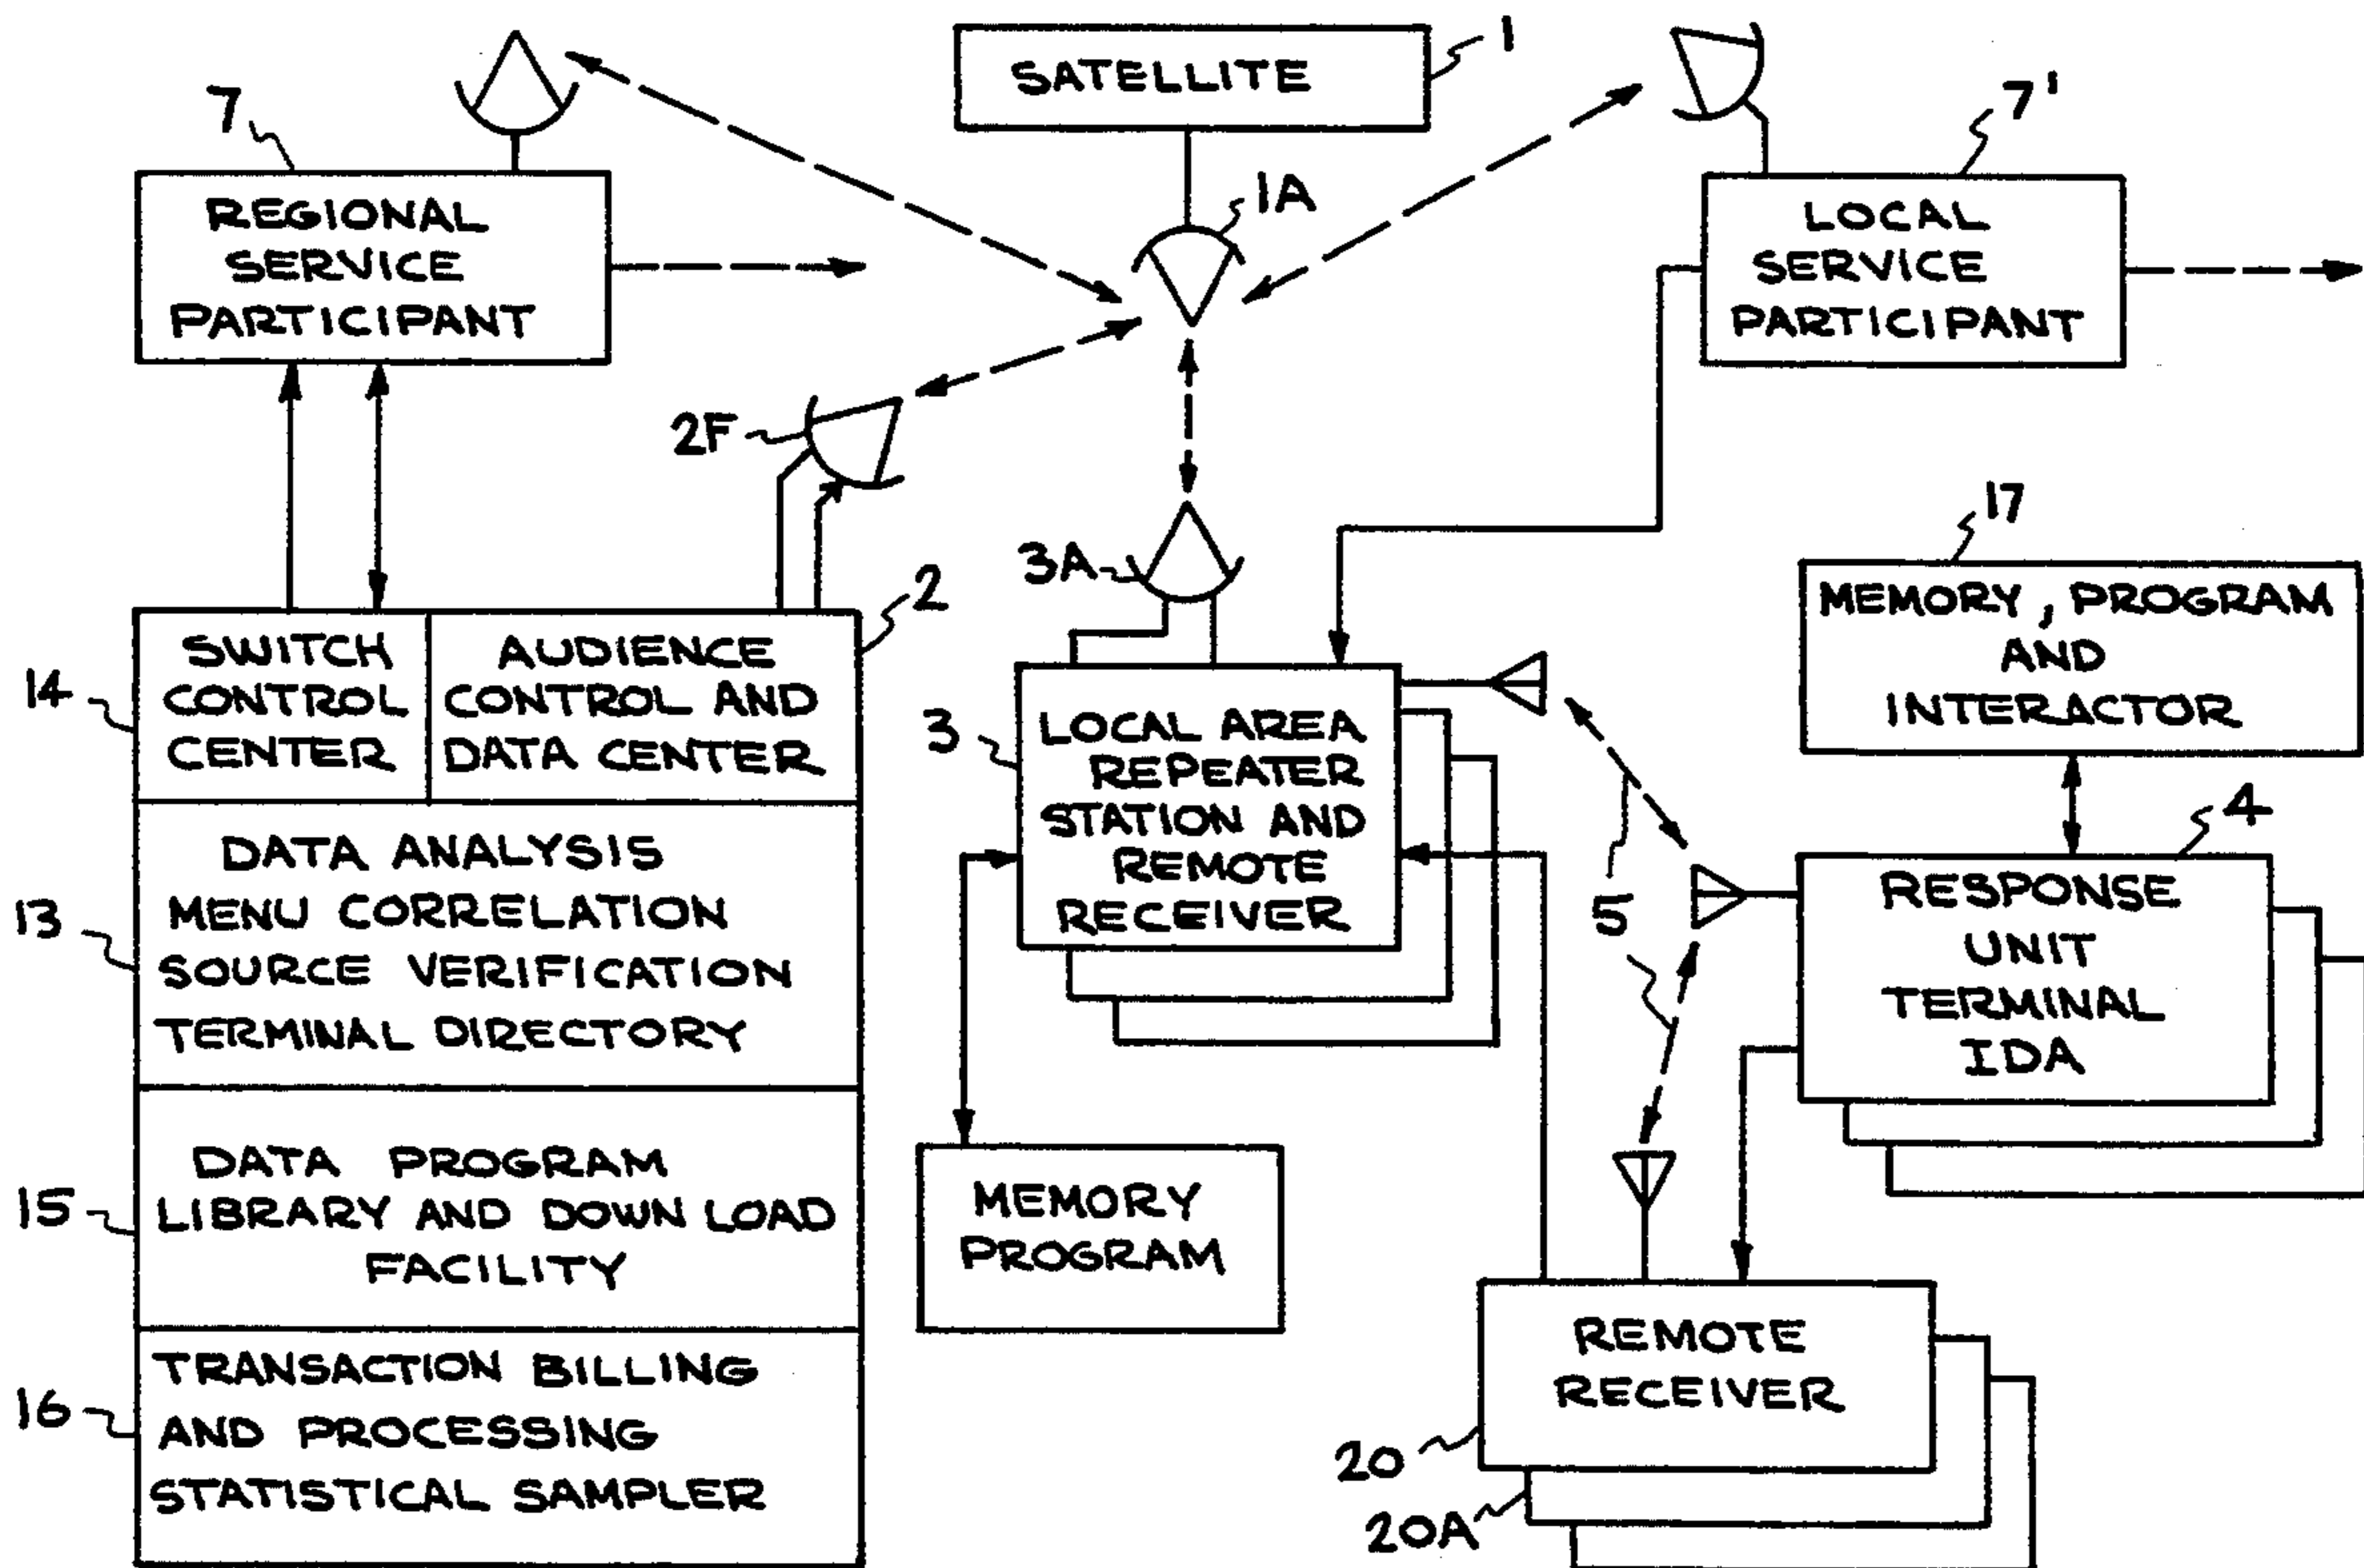 SATELLITE
1
7
7'
1A
REGIONAL
SERVICE
PARTICIPANT
LOCAL
SERVICE
PARTICIPANT
2F
3A
17
MEMORY, PROGRAM
AND
INTERACTOR
2
14
SWITCH
CONTROL
CENTER
AUDIENCE
CONTROL AND
DATA CENTER
3
LOCAL AREA
REPEATER
STATION AND
REMOTE
RECEIVER
4
5
RESPONSE
UNIT
TERMINAL
IDA
13
DATA ANALYSIS
MENU CORRELATION
SOURCE VERIFICATION
TERMINAL DIRECTORY
15
DATA PROGRAM
LIBRARY AND DOWN LOAD
FACILITY
MEMORY
PROGRAM
16
TRANSACTION BILLING
AND PROCESSING
STATISTICAL SAMPLER
REMOTE
RECEIVER
20
20A